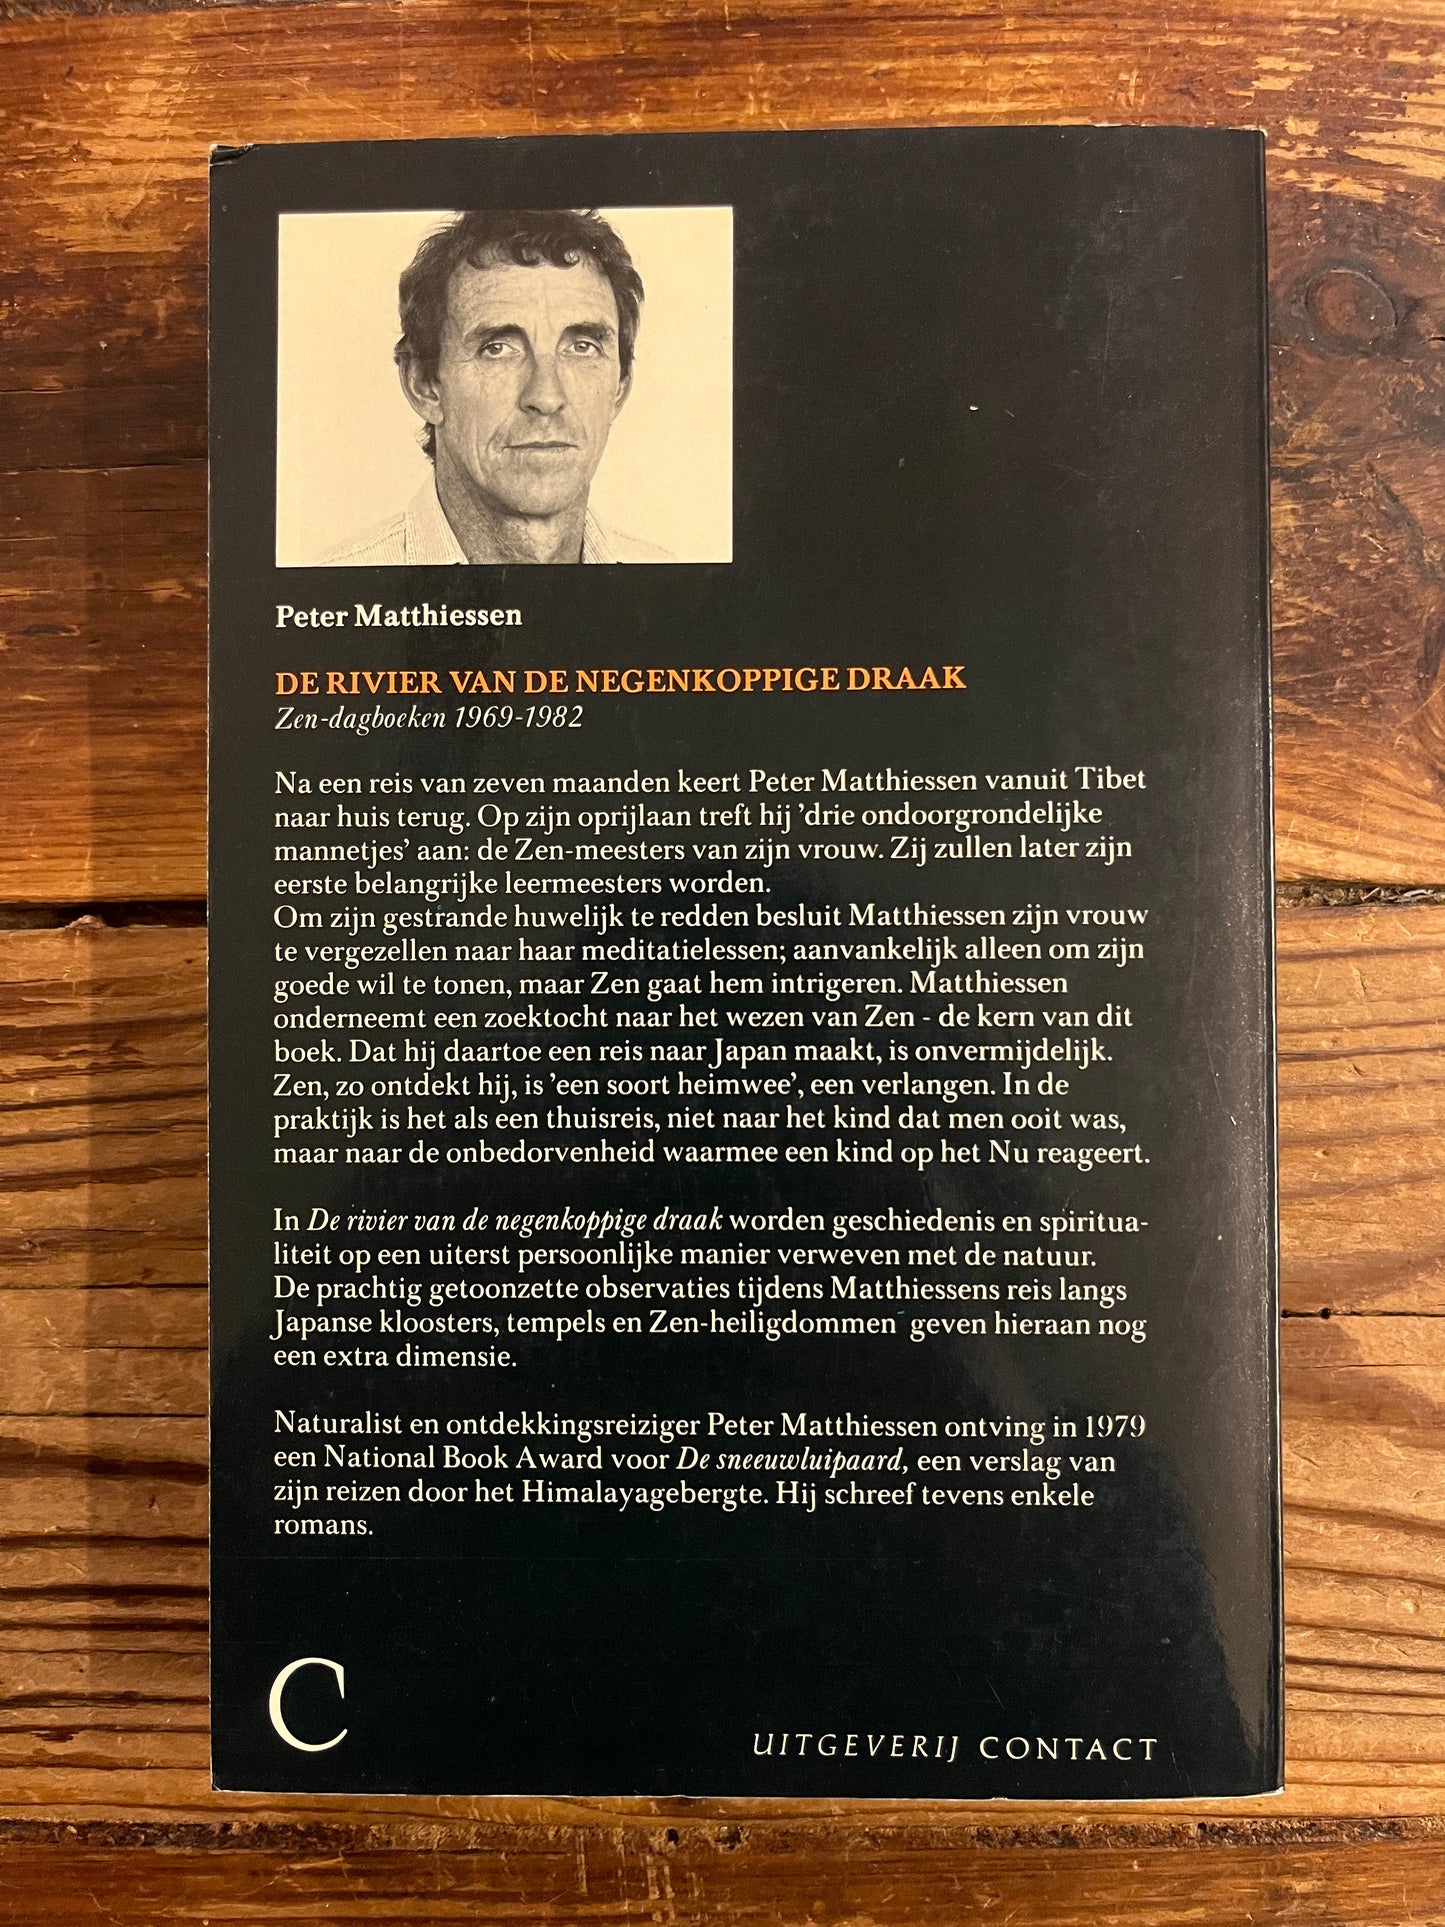 Peter Matthiessen
DE RIVIER VAN DE NEGENKOPPIGE DRAAK
Zen-dagboeken 1969-1982
Na een reis van zeven maanden keert Peter Matthiessen vanuit Tibet
naar huis terug. Op zijn oprijlaan treft hij ’drie ondoorgrondelijke
mannetjes’ aan: de Zen-meesters van zijn vrouw. Zij zullen later zijn
eerste belangrijke leermeesters worden.
Om zijn gestrande huwelijk te redden besluit Matthiessen zijn vrouw
te vergezellen naar haar meditatielessen; aanvankelijk alleen om zijn
goede wil te tonen, maar Zen gaat hem intrigeren. Matthiessen
onderneemt een zoektocht naar het wezen van Zen - de kern van dit
boek. Dat hij daartoe een reis naar Japan maakt, is onvermijdelijk.
Zen, zo ontdekt hij, is ’een soort heimwee’, een verlangen. In de
praktijk is het als een thuisreis, niet naar het kind dat men ooit was,
maar naar de onbedorvenheid waarmee een kind op het Nu reageert.
In De rivier van de negenkoppige draak worden geschiedenis en spiritua-
liteit op een uiterst persoonlijke manier verweven met de natuur.
De prachtig getoonzette observaties tijdens Matthiessens reis langs
Japanse kloosters, tempels en Zen-heiligdommen geven hieraan nog
een extra dimensie.
Naturalist en ontdekkingsreiziger Peter Matthiessen ontving in 1979
een National Book Award voor De sneeuwluipaard, een verslag van
zijn reizen door het Himalayagebergte. Hij schreef tevens enkele
romans.
C
UITGEVERIJ CONTACT